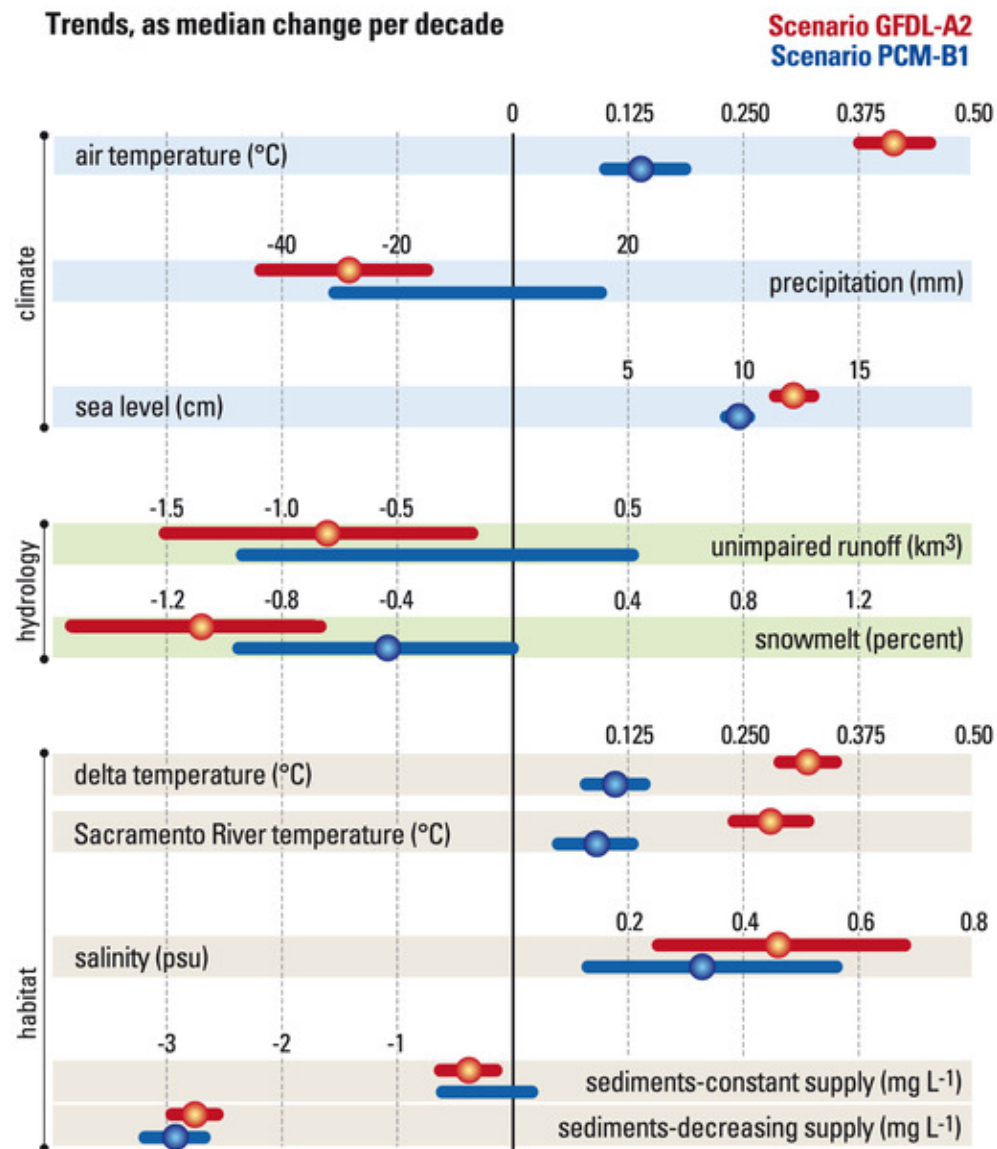 Trends, as median change per decade
Scenario GFDL-A2
Scenario PCM-B1
0 0.125 0.250 0.375 0.50
climate
air temperature (°C)
-40 -20 20
precipitation (mm)
5 10 15
sea level (cm)
hydrology
-1.5 -1.0 -0.5 0.5
unimpaired runoff (km³)
-1.2 -0.8 -0.4 0.4 0.8 1.2
snowmelt (percent)
habitat
0.125 0.250 0.375 0.50
delta temperature (°C)
Sacramento River temperature (°C)
0.2 0.4 0.6 0.8
salinity (psu)
-3 -2 -1
sediments-constant supply (mg L⁻¹)
sediments-decreasing supply (mg L⁻¹)